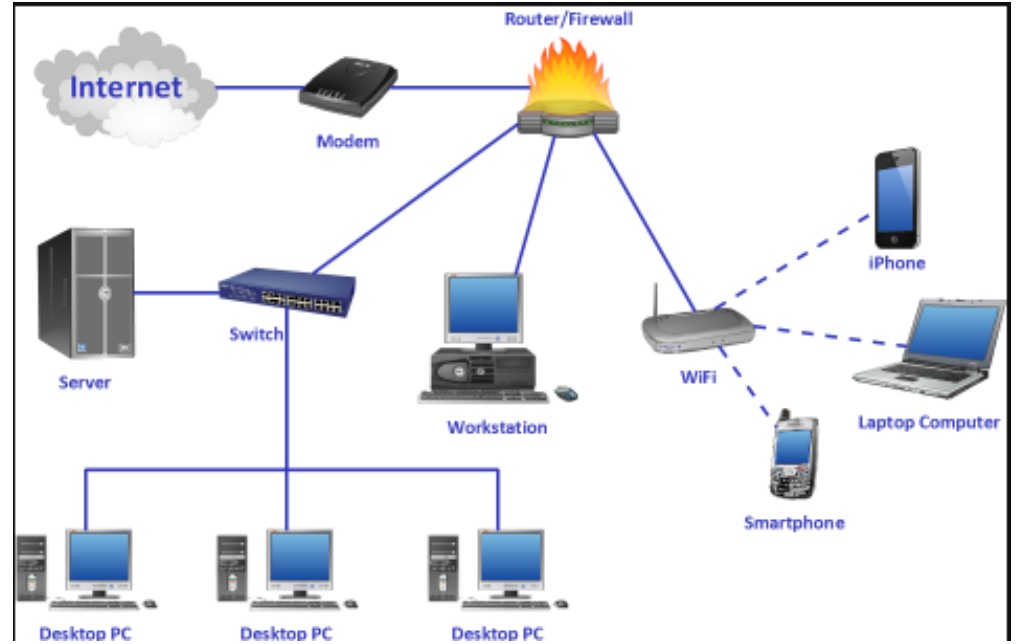 Router/Firewall
Internet
Modem
iPhone
Switch
Server
WiFi
Workstation
Laptop Computer
Smartphone
Desktop PC
Desktop PC
Desktop PC